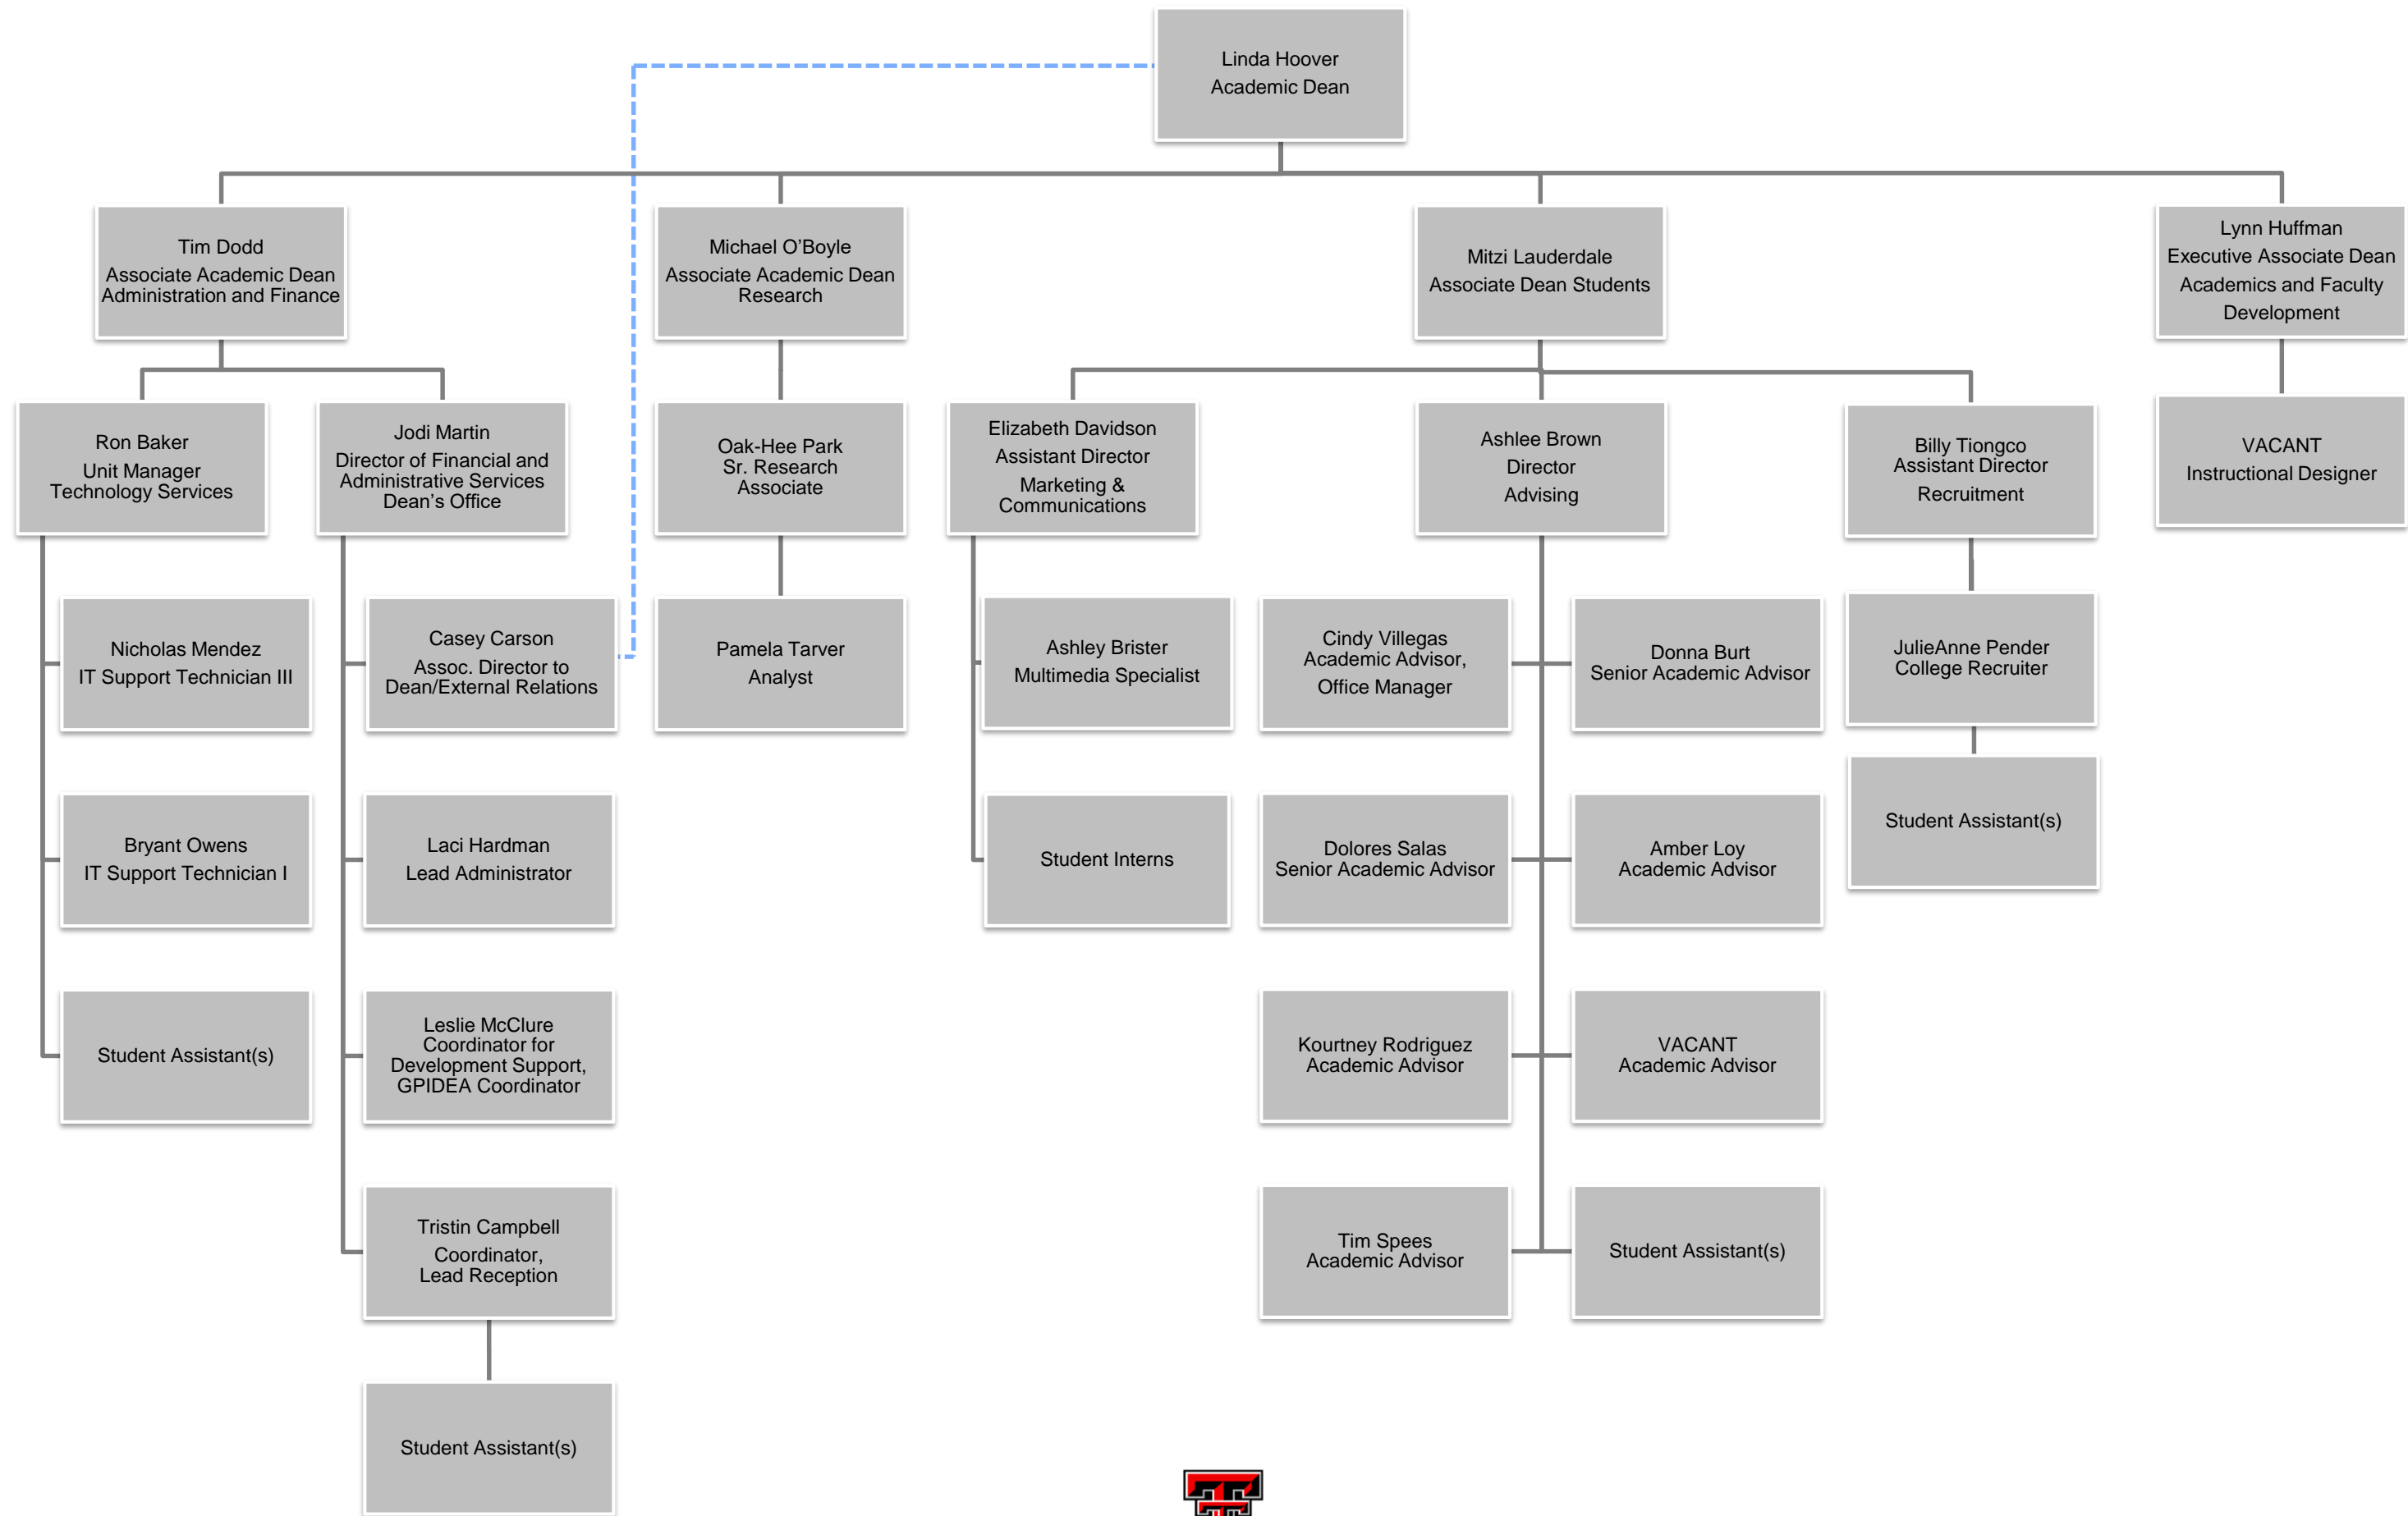 Linda Hoover
Academic Dean
Tim Dodd
Associate Academic Dean
Administration and Finance
Michael O’Boyle
Associate Academic Dean
Research
Mitzi Lauderdale
Associate Dean Students
Lynn Huffman
Executive Associate Dean
Academics and Faculty
Development
Ron Baker
Unit Manager
Technology Services
Jodi Martin
Director of Financial and
Administrative Services
Dean’s Office
Oak-Hee Park
Sr. Research
Associate
Elizabeth Davidson
Assistant Director
Marketing &
Communications
Ashlee Brown
Director
Advising
Billy Tiongco
Assistant Director
Recruitment
VACANT
Instructional Designer
Nicholas Mendez
IT Support Technician III
Casey Carson
Assoc. Director to
Dean/External Relations
Pamela Tarver
Analyst
Ashley Brister
Multimedia Specialist
Cindy Villegas
Academic Advisor,
Office Manager
Donna Burt
Senior Academic Advisor
JulieAnne Pender
College Recruiter
Bryant Owens
IT Support Technician I
Laci Hardman
Lead Administrator
Student Interns
Dolores Salas
Senior Academic Advisor
Amber Loy
Academic Advisor
Student Assistant(s)
Student Assistant(s)
Leslie McClure
Coordinator for
Development Support,
GPIDEA Coordinator
Kourtney Rodriguez
Academic Advisor
VACANT
Academic Advisor
Tristin Campbell
Coordinator,
Lead Reception
Tim Spees
Academic Advisor
Student Assistant(s)
Student Assistant(s)